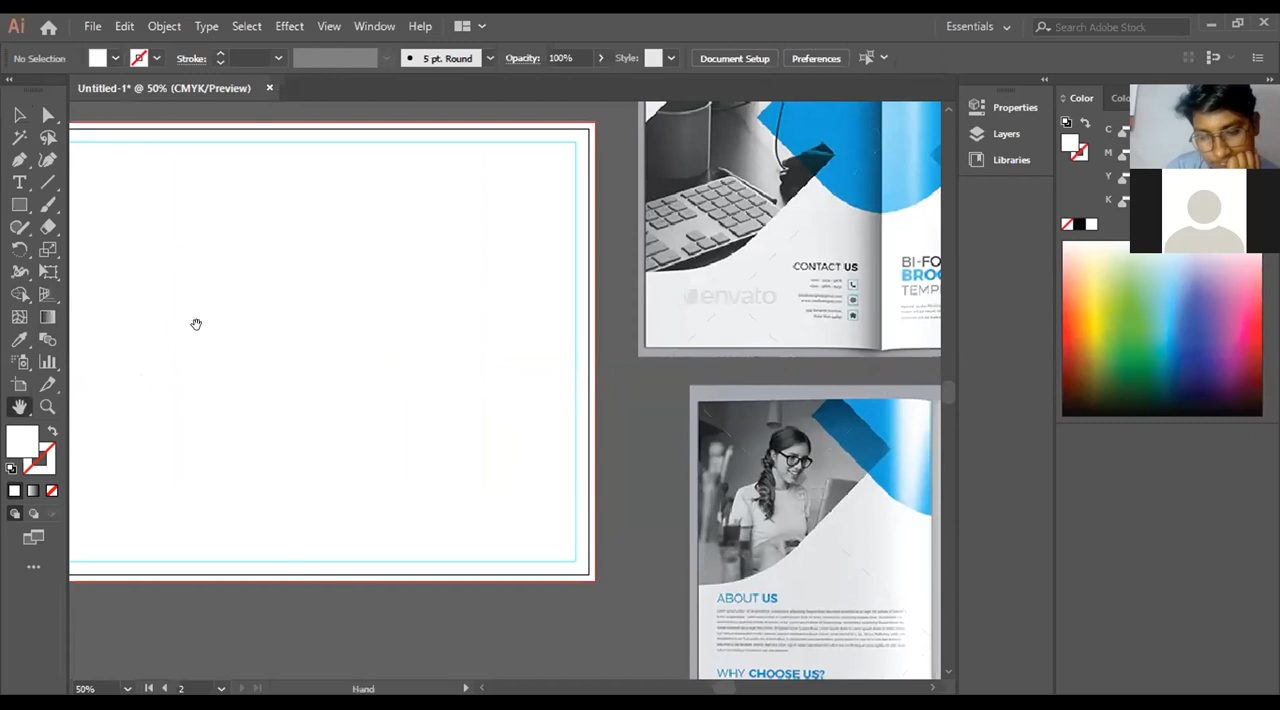 Ai File Edit Object Type Select Effect View Window Help Essentials Search Adobe Stock
No Selection Stroke: 5 pt. Round Opacity: 100% Style: Document Setup Preferences
Untitled-1* @ 50% (CMYK/Preview)
Properties
Layers
Libraries
Color
C
M
Y
K
CONTACT US
envato
BI-FO
BRO
TEMP
ABOUT US
WHY CHOOSE US?
50% 2 Hand